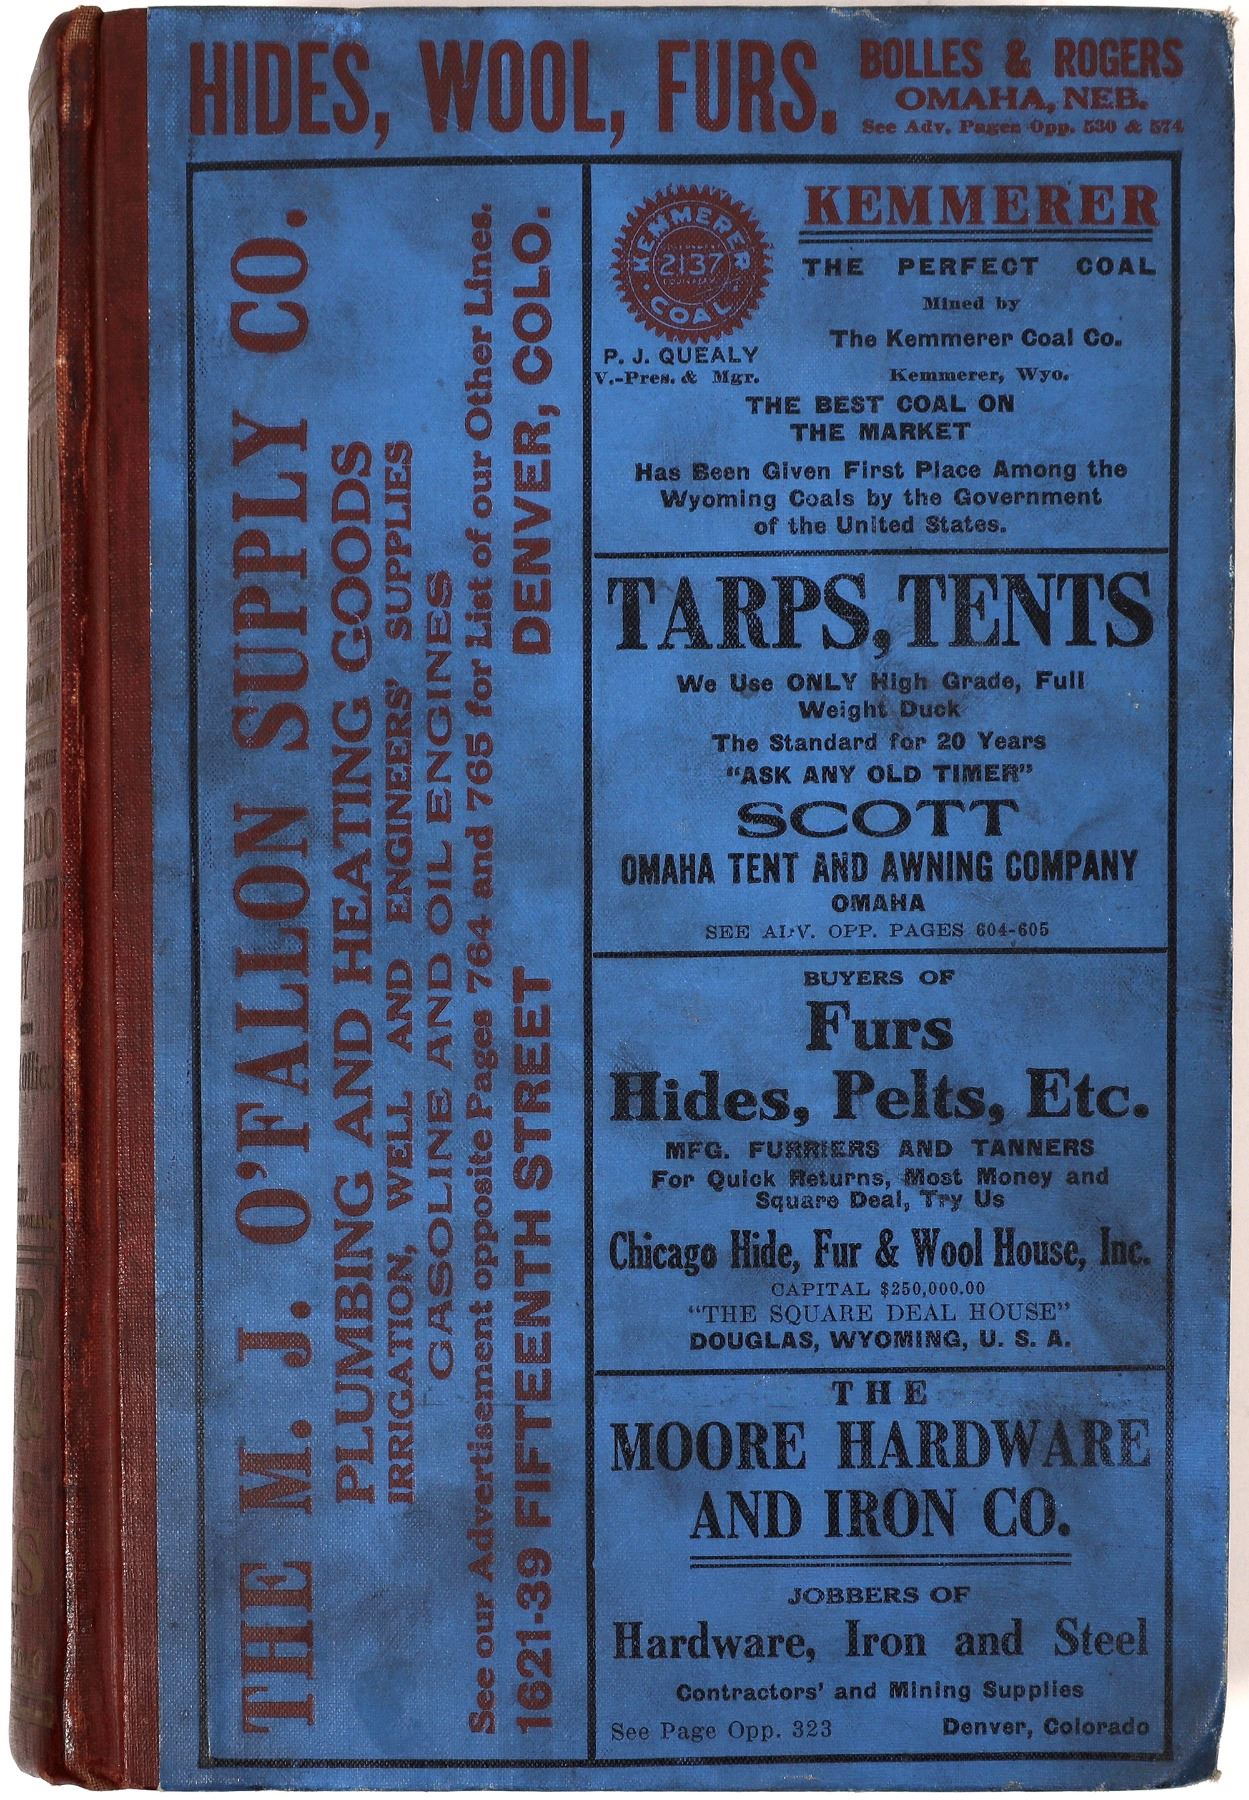 HIDES, WOOL, FURS.
BOLLES & ROGERS
OMAHA, NEB.
See Adv. Pages Opp. 530 & 574
THE M. J. O'FALLON SUPPLY CO.
PLUMBING AND HEATING GOODS
IRRIGATION, WELL AND ENGINEERS' SUPPLIES
GASOLINE AND OIL ENGINES
See our Advertisement opposite Pages 764 and 765 for List of our Other Lines.
1621-39 FIFTEENTH STREET DENVER, COLO.
KEMMERER
2137
COAL
P. J. QUEALY
V.-Pres. & Mgr.
KEMMERER
THE PERFECT COAL
Mined by
The Kemmerer Coal Co.
Kemmerer, Wyo.
THE BEST COAL ON
THE MARKET
Has Been Given First Place Among the
Wyoming Coals by the Government
of the United States.
TARPS, TENTS
We Use ONLY High Grade, Full
Weight Duck
The Standard for 20 Years
"ASK ANY OLD TIMER"
SCOTT
OMAHA TENT AND AWNING COMPANY
OMAHA
SEE ADV. OPP. PAGES 604-605
BUYERS OF
Furs
Hides, Pelts, Etc.
MFG. FURRIERS AND TANNERS
For Quick Returns, Most Money and
Square Deal, Try Us
Chicago Hide, Fur & Wool House, Inc.
CAPITAL $250,000.00
"THE SQUARE DEAL HOUSE"
DOUGLAS, WYOMING, U. S. A.
THE
MOORE HARDWARE
AND IRON CO.
JOBBERS OF
Hardware, Iron and Steel
Contractors' and Mining Supplies
See Page Opp. 323 Denver, Colorado